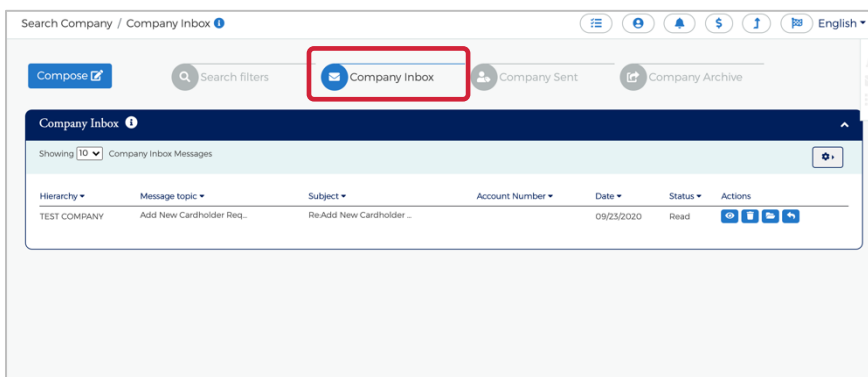 Search Company / Company Inbox
English
Compose
Search filters
Company Inbox
Company Sent
Company Archive
Company Inbox
Showing 10 Company Inbox Messages
Hierarchy Message topic Subject Account Number Date Status Actions
TEST COMPANY Add New Cardholder Req... Re:Add New Cardholder ... 09/23/2020 Read